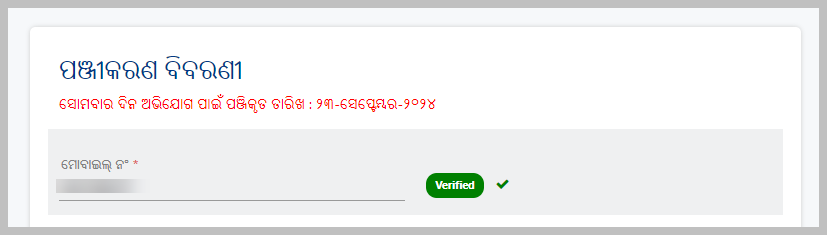 ପଞ୍ଜୀକରଣ ବିବରଣୀ
ସୋମବାର ଦିନ ଅଭିଯୋଗ ପାଇଁ ପଞ୍ଜିକୃତ ତାରିଖ : ୨୩-ସେପ୍ଟେମ୍ବର-୨୦୨୪
ମୋବାଇଲ୍ ନଂ *
Verified